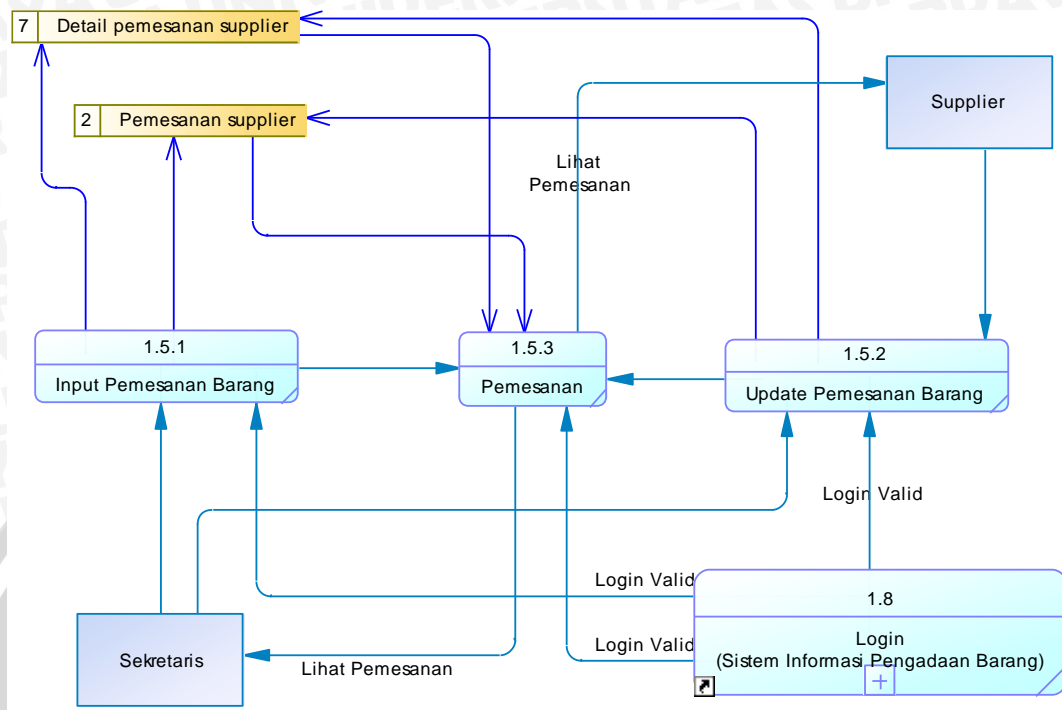 7 Detail pemesanan supplier
2 Pemesanan supplier
Supplier
Lihat
Pemesanan
1.5.1
Input Pemesanan Barang
1.5.3
Pemesanan
1.5.2
Update Pemesanan Barang
Login Valid
Login Valid
1.8
Login
(Sistem Informasi Pengadaan Barang)
Login Valid
Sekretaris
Lihat Pemesanan